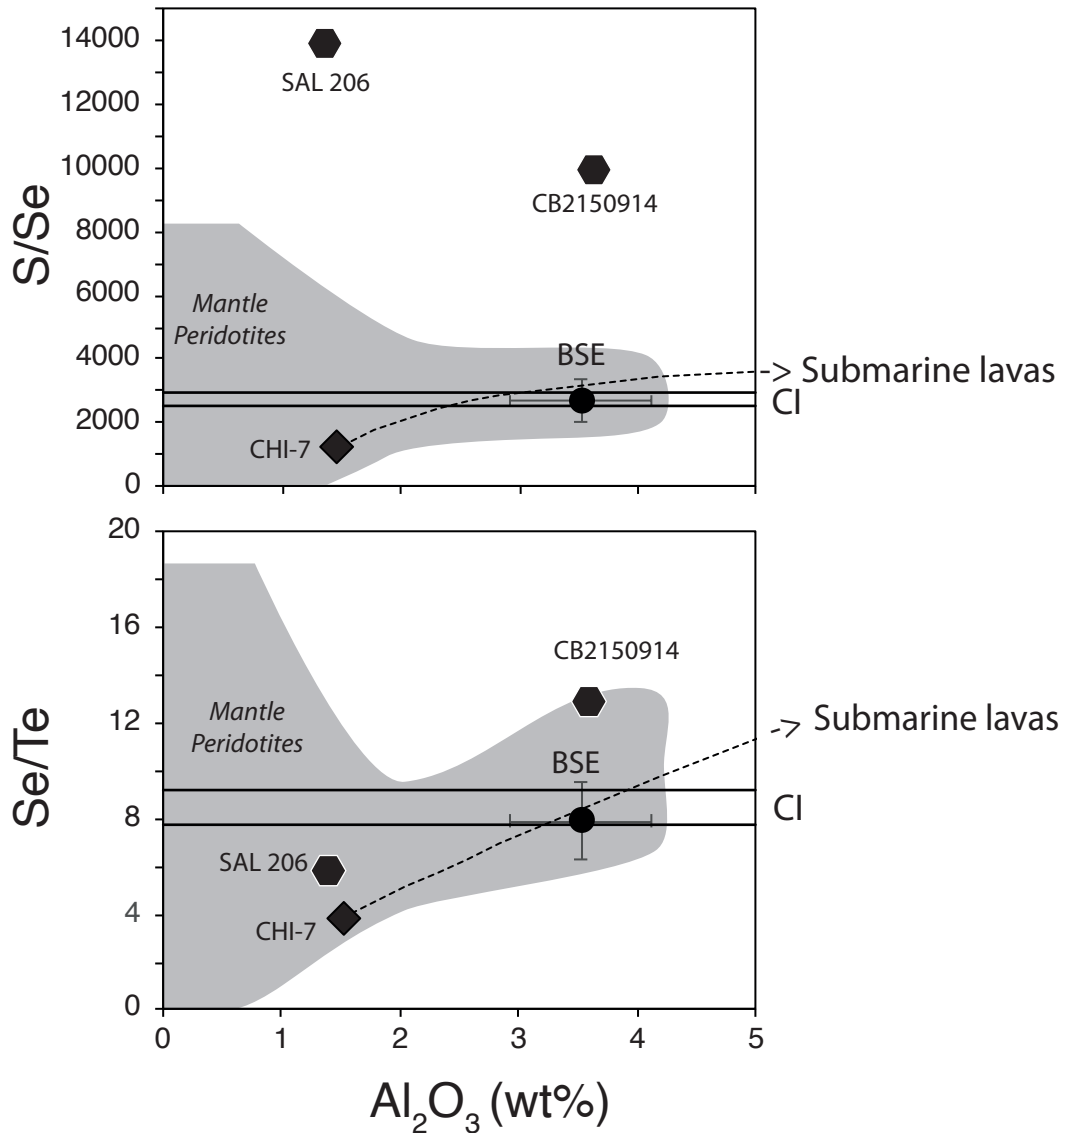 14000
12000
10000
8000
6000
4000
2000
0
S/Se
SAL 206
CB2150914
Mantle
Peridotites
BSE
CHI-7
> Submarine lavas
CI
20
16
12
8
4
0
Se/Te
CB2150914
Mantle
Peridotites
BSE
SAL 206
CHI-7
Submarine lavas
CI
0 1 2 3 4 5
Al₂O₃ (wt%)